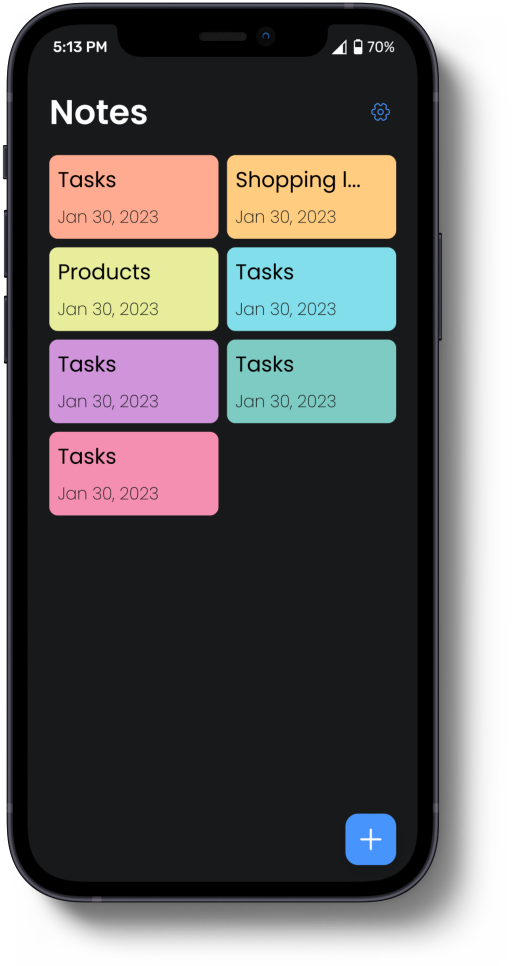 5:13 PM 70%
Notes
Tasks Shopping l...
Jan 30, 2023 Jan 30, 2023
Products Tasks
Jan 30, 2023 Jan 30, 2023
Tasks Tasks
Jan 30, 2023 Jan 30, 2023
Tasks
Jan 30, 2023